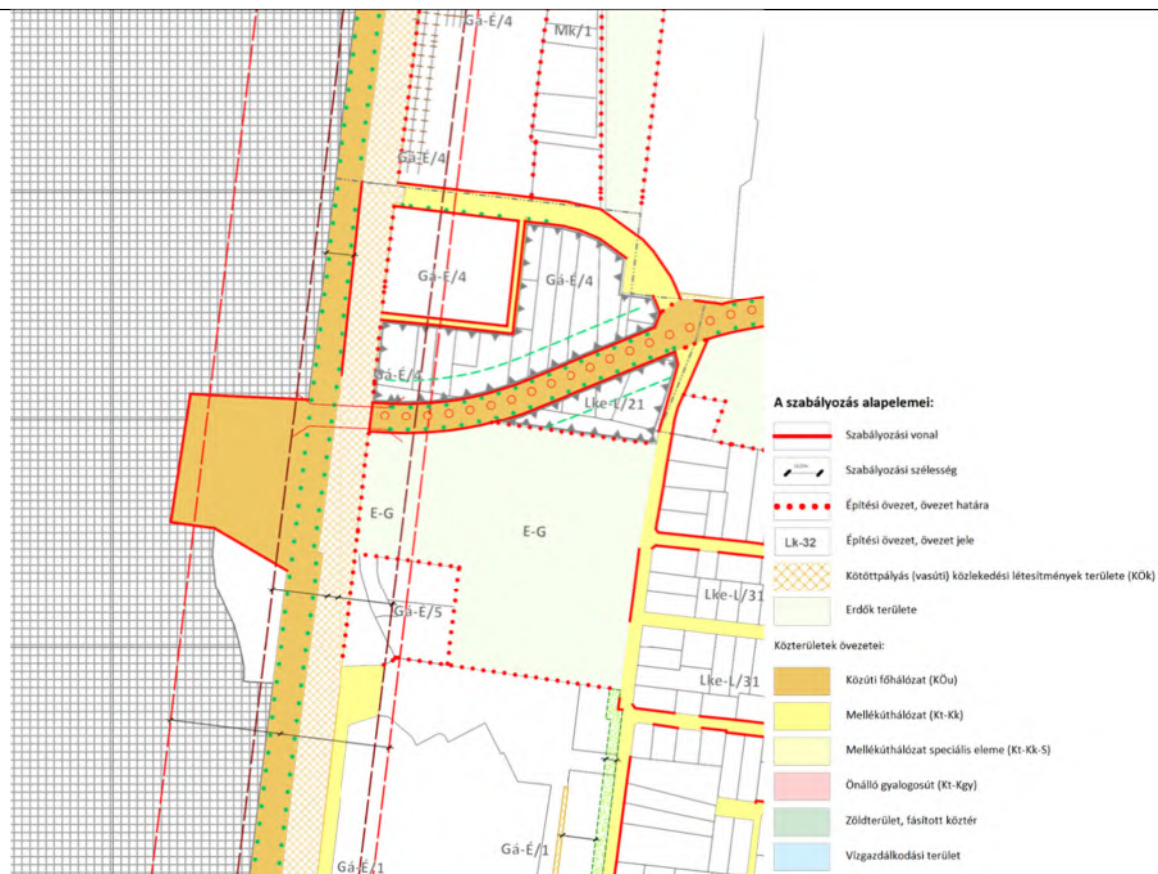 Gá-É/4
Mk/1
Gá-É/4
Gá-É/4
Gá-É/4
Gá-É/4
Lke-L/21
E-G
E-G
Gá-É/5
Lke-L/31
Lke-L/31
Gá-É/1
Gá-É/1
A szabályozás alapelemei:
Szabályozási vonal
Szabályozási szélesség
Építési övezet, övezet határa
Lk-32 Építési övezet, övezet jele
Kötöttpályás (vasúti) közlekedési létesítmények területe (KÖk)
Erdők területe
Közterületek övezetei:
Közúti főhálózat (KÖu)
Mellékúthálózat (Kt-Kk)
Mellékúthálózat speciális eleme (Kt-Kk-S)
Önálló gyalogosút (Kt-Kgy)
Zöldterület, fásított köztér
Vízgazdálkodási terület